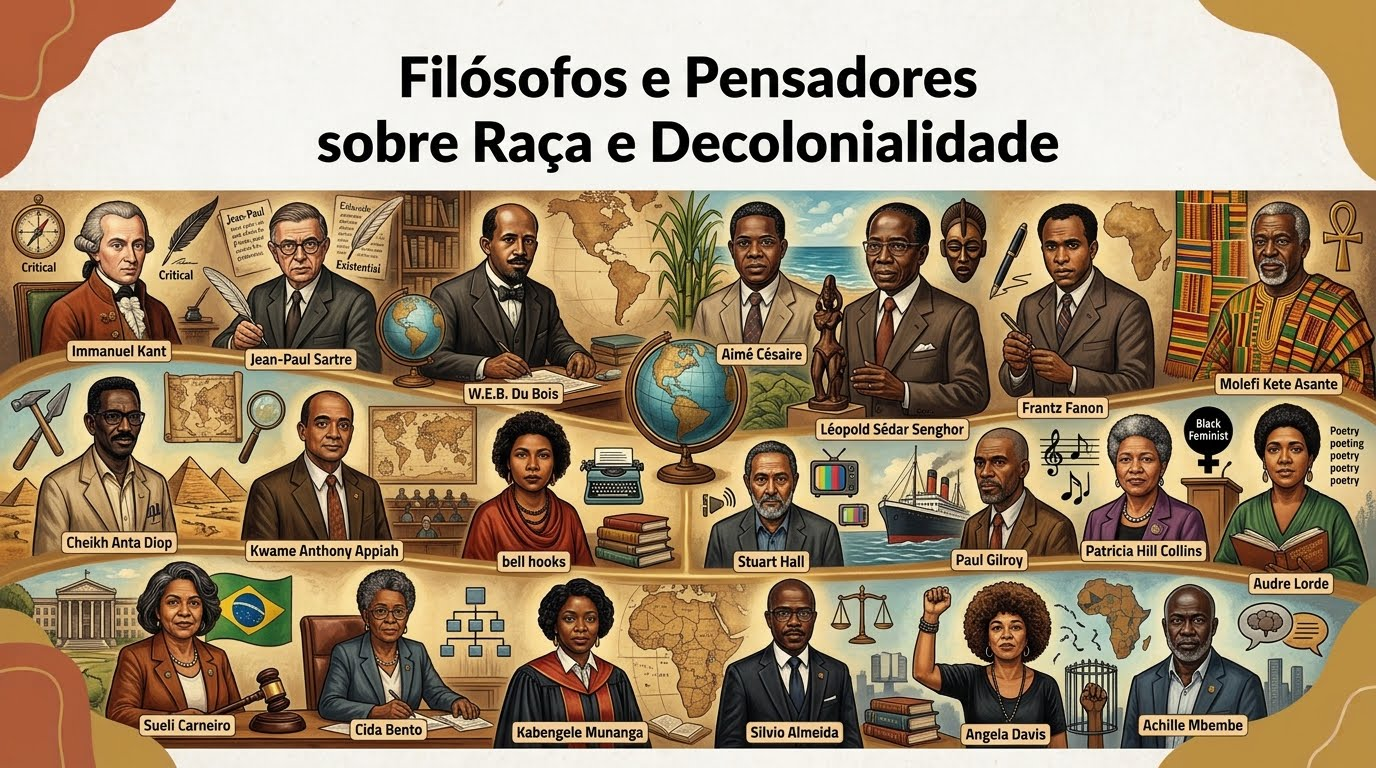 Filósofos e Pensadores
sobre Raça e Decolonialidade
Critical
Critical
Jean-Paul
Existential
Immanuel Kant
Jean-Paul Sartre
W.E.B. Du Bois
Aimé Césaire
Léopold Sédar Senghor
Frantz Fanon
Molefi Kete Asante
Cheikh Anta Diop
Kwame Anthony Appiah
bell hooks
Stuart Hall
Paul Gilroy
Patricia Hill Collins
Black
Feminist
Audre Lorde
Poetry
poeting
poetry
poetry
poetry
Sueli Carneiro
Cida Bento
Kabengele Munanga
Silvio Almeida
Angela Davis
Achille Mbembe